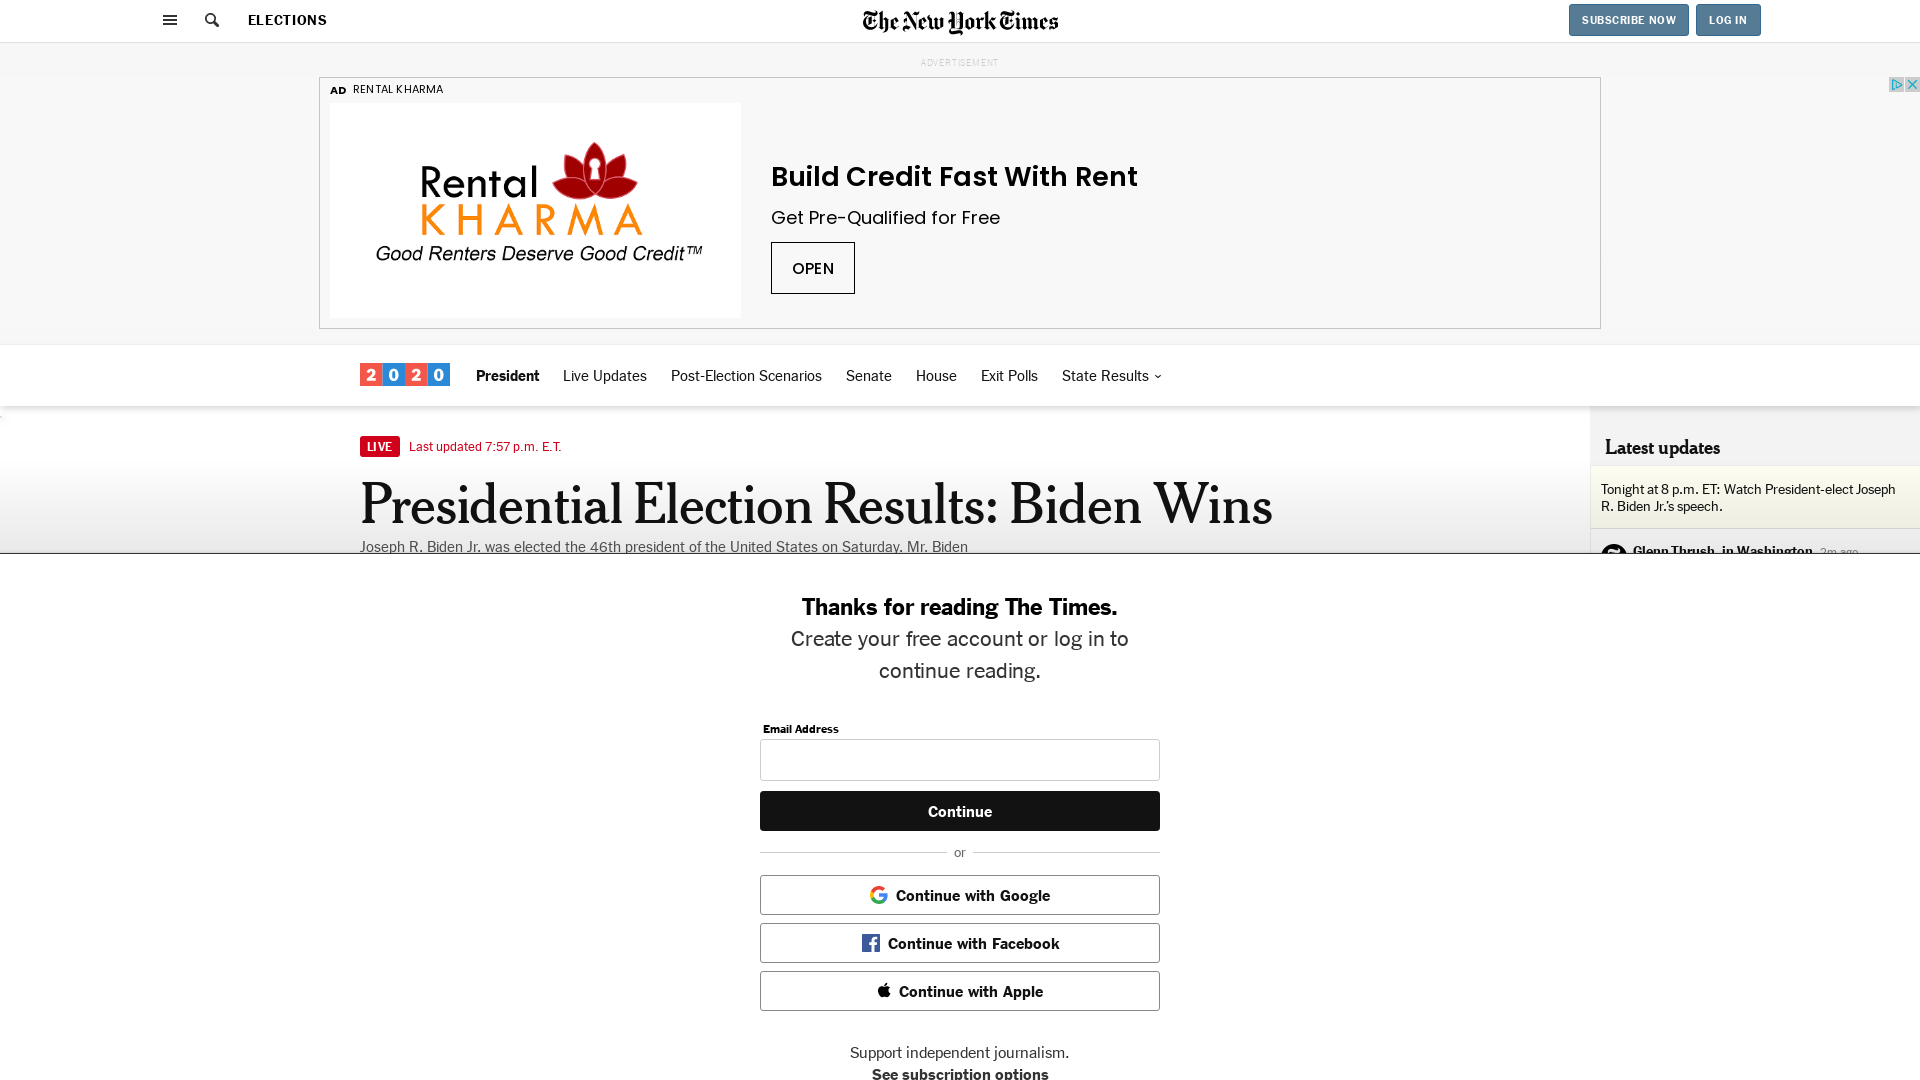 ELECTIONS
The New York Times
SUBSCRIBE NOW
LOG IN
ADVERTISEMENT
AD RENTAL KHARMA
Rental
KHARMA
Good Renters Deserve Good Credit™
Build Credit Fast With Rent
Get Pre-Qualified for Free
OPEN
2020
President
Live Updates
Post-Election Scenarios
Senate
House
Exit Polls
State Results
LIVE
Last updated 7:57 p.m. E.T.
Presidential Election Results: Biden Wins
Joseph R. Biden Jr. was elected the 46th president of the United States on Saturday. Mr. Biden
Latest updates
Tonight at 8 p.m. ET: Watch President-elect Joseph
R. Biden Jr.’s speech.
Glenn Thrush, in Washington 2m ago
Thanks for reading The Times.
Create your free account or log in to
continue reading.
Email Address
Continue
or
Continue with Google
Continue with Facebook
Continue with Apple
Support independent journalism.
See subscription options